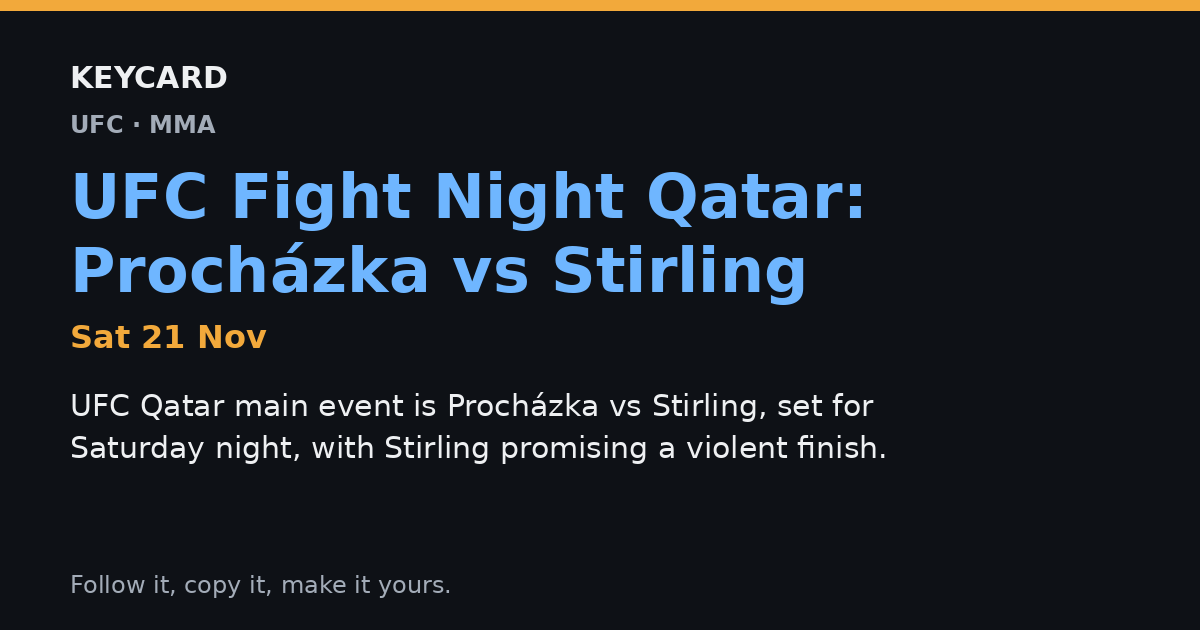 KEYCARD
UFC · MMA
UFC Fight Night Qatar:
Procházka vs Stirling
Sat 21 Nov
UFC Qatar main event is Procházka vs Stirling, set for
Saturday night, with Stirling promising a violent finish.
Follow it, copy it, make it yours.